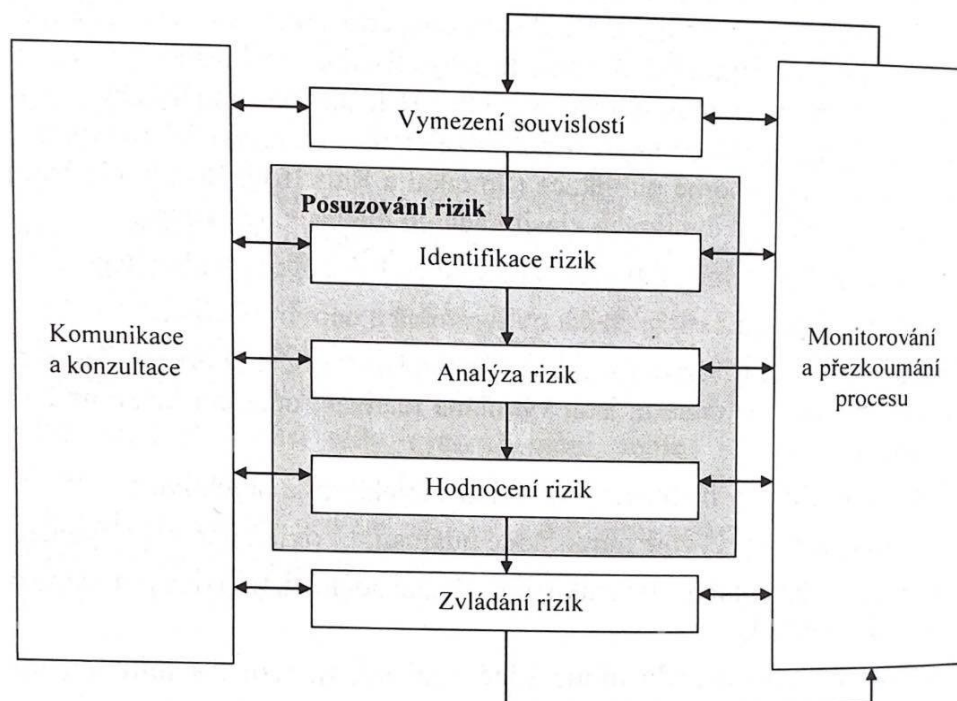 Vymezení souvislostí
Posuzování rizik
Identifikace rizik
Komunikace
a konzultace
Analýza rizik
Monitorování
a přezkoumání
procesu
Hodnocení rizik
Zvládání rizik